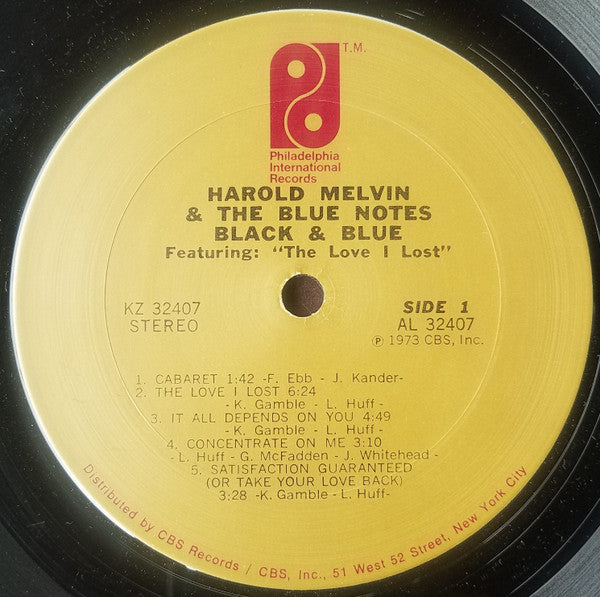 T.M.
Philadelphia
International
Records
HAROLD MELVIN
& THE BLUE NOTES
BLACK & BLUE
Featuring: "The Love I Lost"
KZ 32407
STEREO
SIDE 1
AL 32407
Ⓟ 1973 CBS, Inc.
1. CABARET 1:42 -F. Ebb - J. Kander-
2. THE LOVE I LOST 6:24
-K. Gamble - L. Huff-
3. IT ALL DEPENDS ON YOU 4:49
-K. Gamble - L. Huff-
4. CONCENTRATE ON ME 3:10
-L. Huff - G. McFadden - J. Whitehead-
5. SATISFACTION GUARANTEED
(OR TAKE YOUR LOVE BACK)
3:28 -K. Gamble - L. Huff-
Distributed by CBS Records / CBS, Inc., 51 West 52 Street, New York City